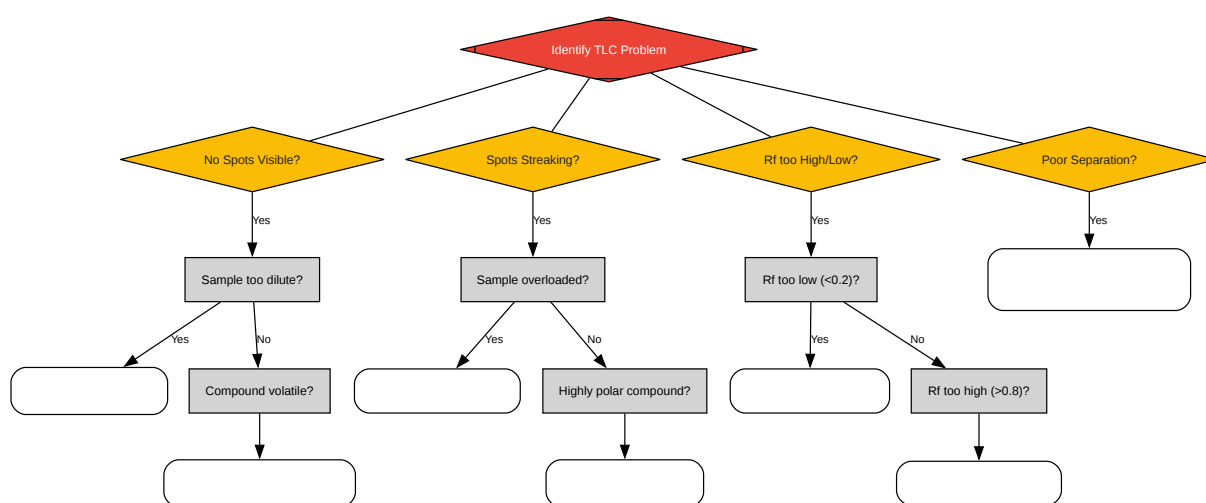 Identify TLC Problem
No Spots Visible?
Spots Streaking?
Rf too High/Low?
Poor Separation?
Yes
Yes
Yes
Yes
Sample too dilute?
Sample overloaded?
Rf too low (<0.2)?
Yes
No
Yes
No
Yes
No
Compound volatile?
Highly polar compound?
Rf too high (>0.8)?